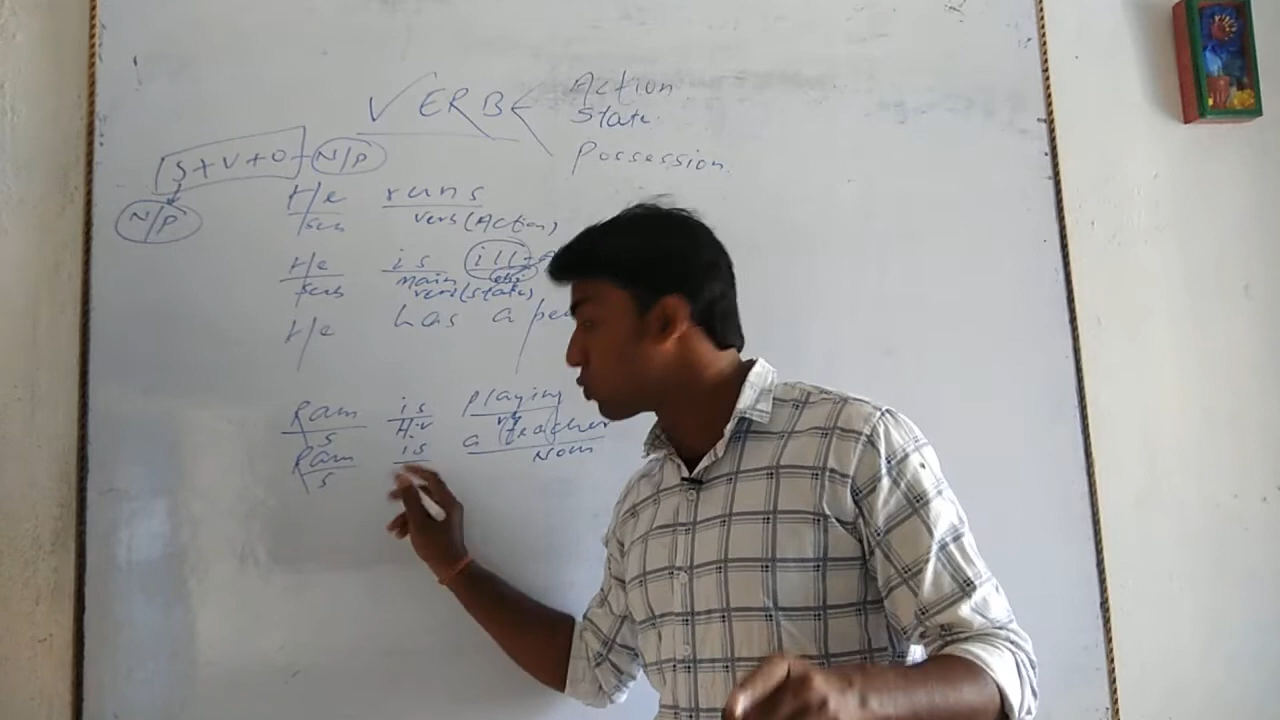 VERB
Action
State
Possession
S+V+O N/P
N/P
He runs
sub verb (Action)
He is ill
sub main obj
verb (State)
He has a
Ram is playing
S H.V
Ram is a teacher
S Noun